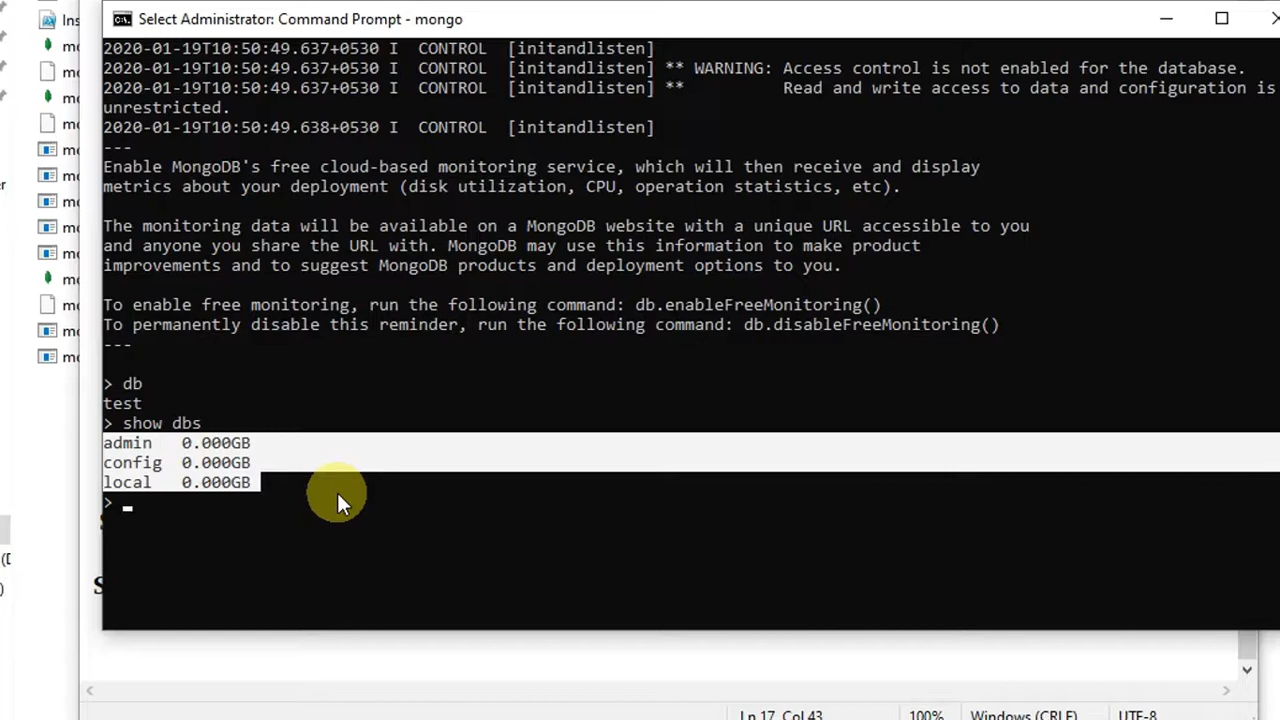 Ins
Select Administrator: Command Prompt - mongo
2020-01-19T10:50:49.637+0530 I  CONTROL  [initandlisten]
2020-01-19T10:50:49.637+0530 I  CONTROL  [initandlisten] ** WARNING: Access control is not enabled for the database.
2020-01-19T10:50:49.637+0530 I  CONTROL  [initandlisten] **          Read and write access to data and configuration is
unrestricted.
2020-01-19T10:50:49.638+0530 I  CONTROL  [initandlisten]
---
Enable MongoDB's free cloud-based monitoring service, which will then receive and display
metrics about your deployment (disk utilization, CPU, operation statistics, etc).
The monitoring data will be available on a MongoDB website with a unique URL accessible to you
and anyone you share the URL with. MongoDB may use this information to make product
improvements and to suggest MongoDB products and deployment options to you.
To enable free monitoring, run the following command: db.enableFreeMonitoring()
To permanently disable this reminder, run the following command: db.disableFreeMonitoring()
---
> db
test
> show dbs
admin   0.000GB
config  0.000GB
local   0.000GB
>
Ln 17, Col 43
100%
Windows (CRLF)
UTF-8